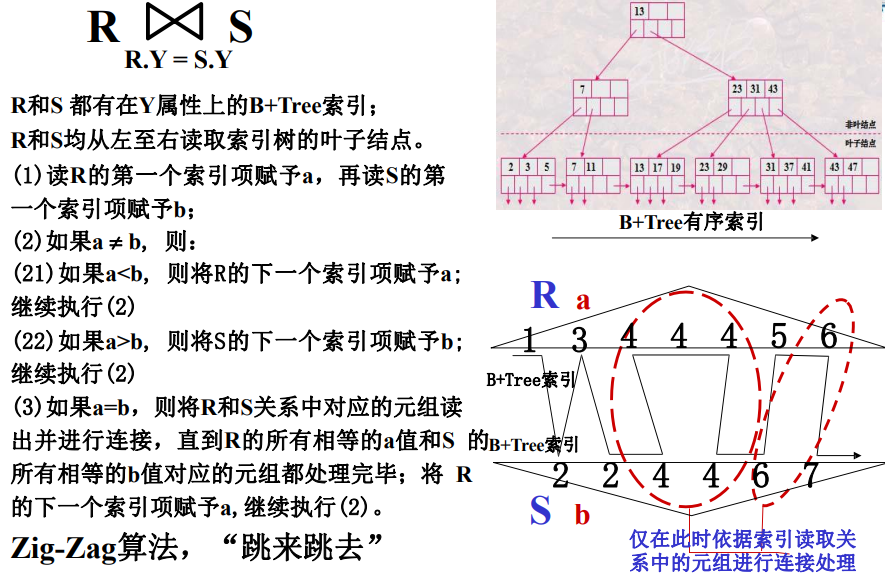 R ⋈ S
R.Y = S.Y
R和S 都有在Y属性上的B+Tree索引；
R和S均从左至右读取索引树的叶子结点。
(1)读R的第一个索引项赋予a，再读S的第
一个索引项赋予b；
(2)如果a ≠ b, 则：
(21)如果a<b, 则将R的下一个索引项赋予a;
继续执行(2)
(22)如果a>b, 则将S的下一个索引项赋予b;
继续执行(2)
(3)如果a=b，则将R和S关系中对应的元组读
出并进行连接，直到R的所有相等的a值和S 的
所有相等的b值对应的元组都处理完毕；将 R
的下一个索引项赋予a,继续执行(2)。
Zig-Zag算法，“跳来跳去”
13
7
23 31 43
非叶结点
叶子结点
2 3 5
7 11
13 17 19
23 29
31 37 41
43 47
B+Tree有序索引
R a
1 3 4 4 4 5 6
B+Tree索引
B+Tree索引
2 2 4 4 6 7
S b
仅在此时依据索引读取关
系中的元组进行连接处理